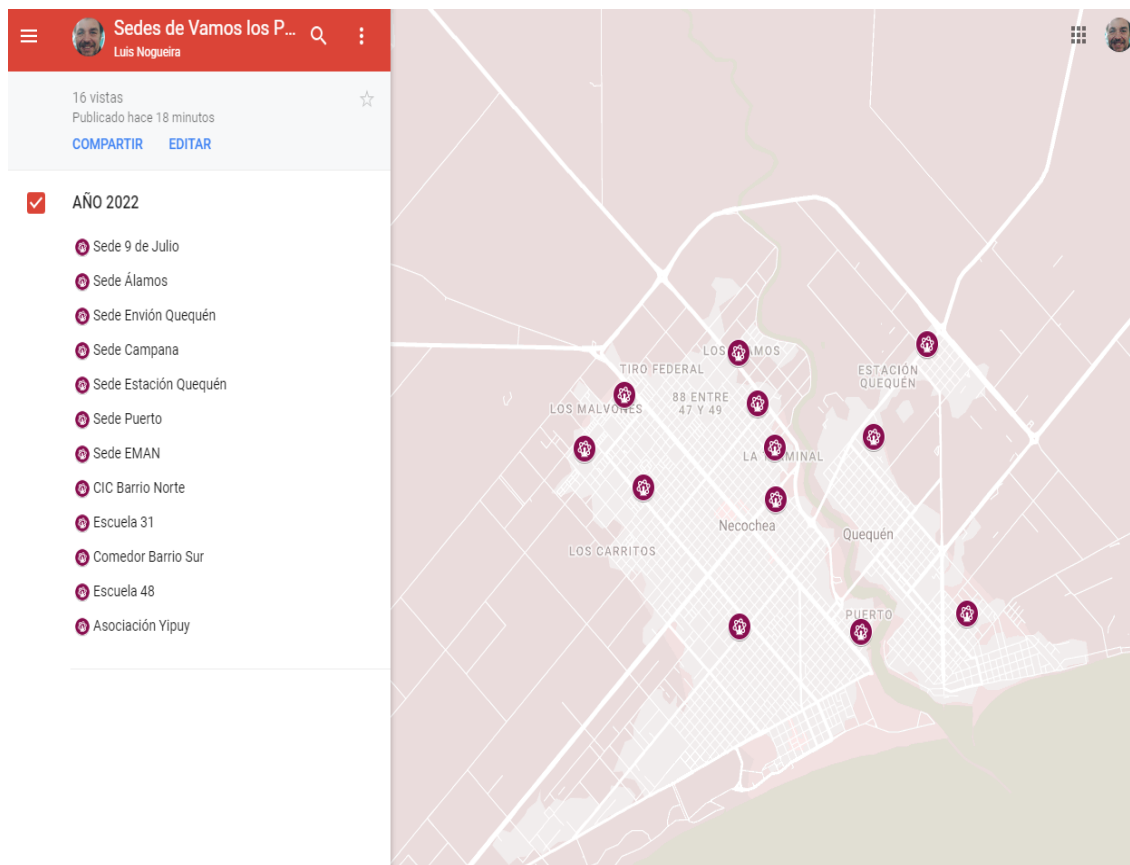 Sedes de Vamos los P...
Luis Nogueira
16 vistas
Publicado hace 18 minutos
COMPARTIR EDITAR
AÑO 2022
Sede 9 de Julio
Sede Álamos
Sede Envión Quequén
Sede Campana
Sede Estación Quequén
Sede Puerto
Sede EMAN
CIC Barrio Norte
Escuela 31
Comedor Barrio Sur
Escuela 48
Asociación Yipuy
TIRO FEDERAL
ESTACIÓN
QUEQUÉN
88 ENTRE
47 Y 49
LOS MALVONES
Necochea
Quequén
LOS CARRITOS
PUERTO